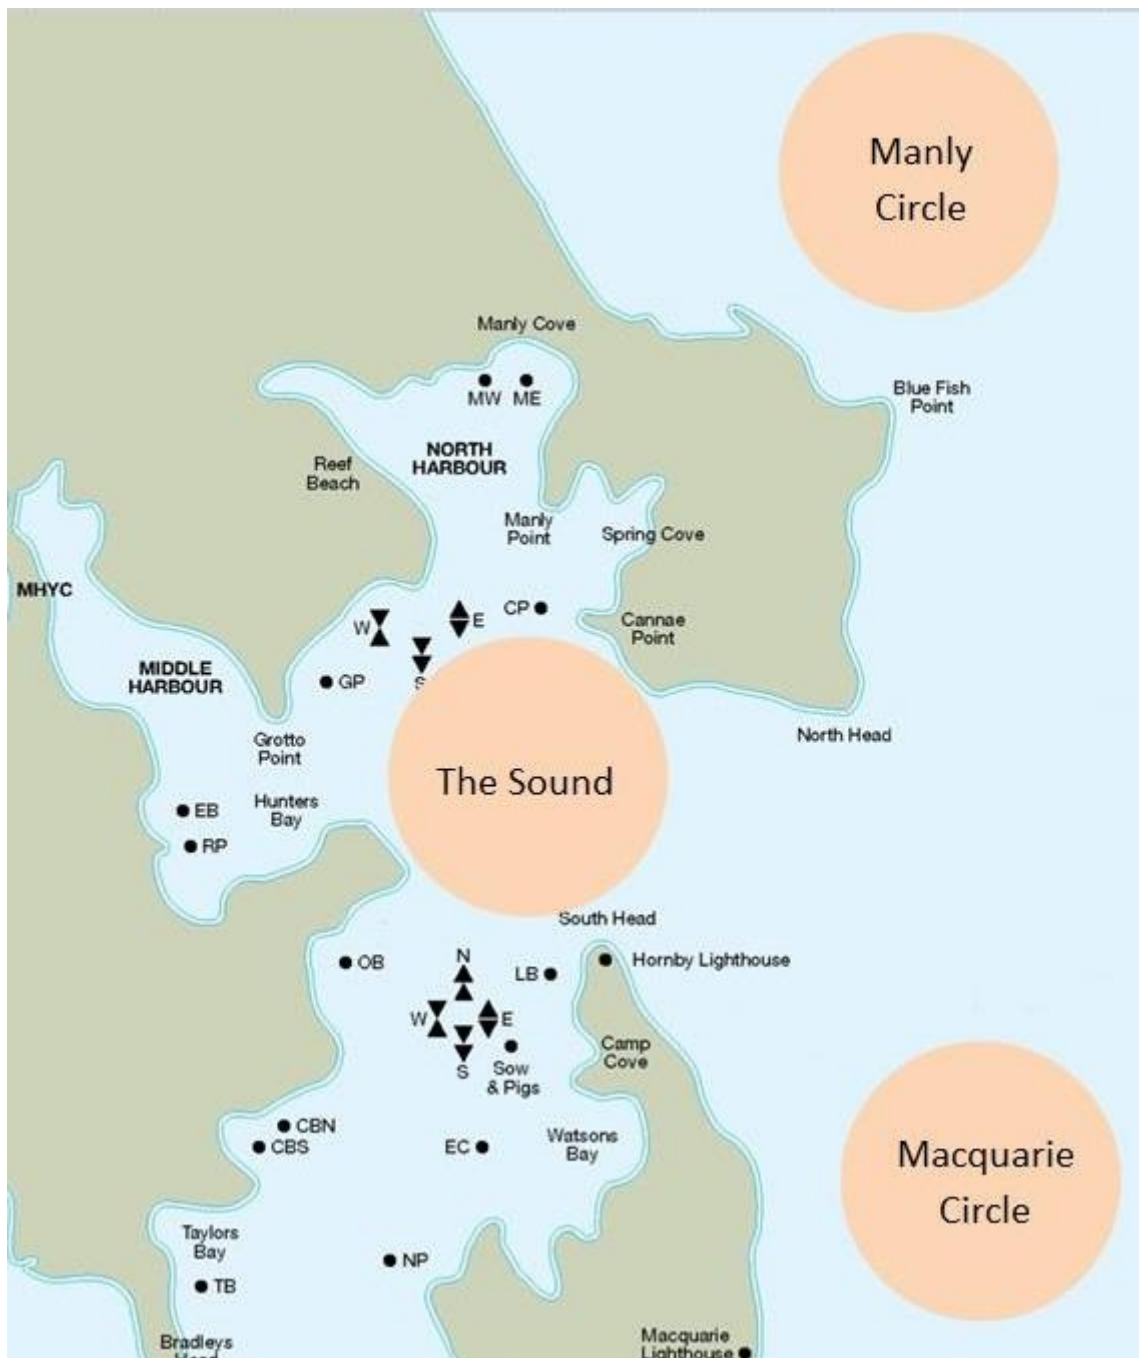 Manly
Circle
Manly Cove
MW ME
Blue Fish
Point
NORTH
HARBOUR
Reef
Beach
Manly
Point
Spring Cove
MHYC
CP
W
E
Cannae
Point
S
MIDDLE
HARBOUR
GP
North Head
Grotto
Point
The Sound
Hunters
Bay
EB
RP
South Head
N
OB
LB
Hornby Lighthouse
W
E
Camp
Cove
S
Sow
& Pigs
CBN
CBS
EC
Watsons
Bay
Macquarie
Circle
Taylors
Bay
NP
TB
Bradleys
Head
Macquarie
Lighthouse